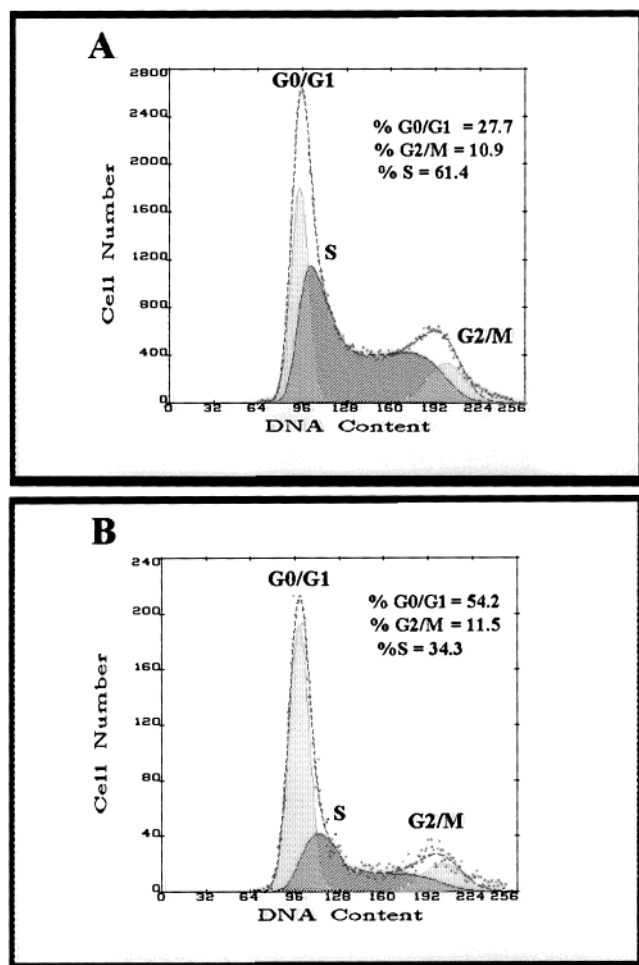 A
G0/G1
2800
2400
2000
1600
1200
800
400
0
Cell Number
% G0/G1 = 27.7
% G2/M = 10.9
% S = 61.4
S
G2/M
0 32 64 96 128 160 192 224 256
DNA Content
B
G0/G1
240
200
160
120
80
40
0
Cell Number
% G0/G1 = 54.2
% G2/M = 11.5
%S = 34.3
S
G2/M
0 32 64 96 128 160 192 224 256
DNA Content